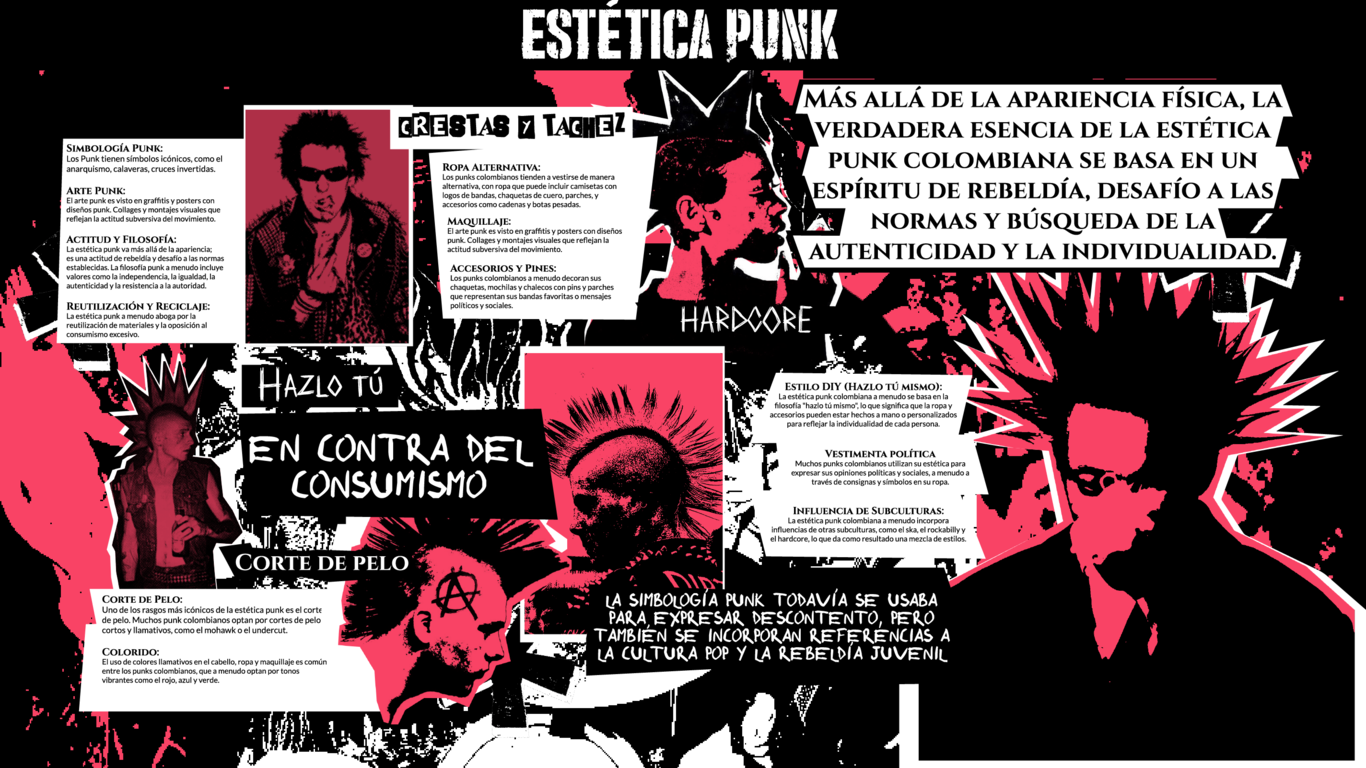 ESTÉTICA PUNK
SIMBOLOGÍA PUNK:
Los Punk tienen símbolos icónicos, como el
anarquismo, calaveras, cruces invertidas.
ARTE PUNK:
El arte punk es visto en graffitis y posters con
diseños punk. Collages y montajes visuales que
reflejan la actitud subversiva del movimiento.
ACTITUD Y FILOSOFÍA:
La estética punk va más allá de la apariencia;
es una actitud de rebeldía y desafío a las normas
establecidas. La filosofía punk a menudo incluye
valores como la independencia, la igualdad, la
autenticidad y la resistencia a la autoridad.
REUTILIZACIÓN Y RECICLAJE:
La estética punk a menudo aboga por la
reutilización de materiales y la oposición al
consumismo excesivo.
CRESTAS Y TACHEZ
ROPA ALTERNATIVA:
Los punks colombianos tienden a vestirse de manera
alternativa, con ropa que puede incluir camisetas con
logos de bandas, chaquetas de cuero, parches, y
accesorios como cadenas y botas pesadas.
MAQUILLAJE:
El arte punk es visto en graffitis y posters con diseños
punk. Collages y montajes visuales que reflejan la
actitud subversiva del movimiento.
ACCESORIOS Y PINES:
Los punks colombianos a menudo decoran sus
chaquetas, mochilas y chalecos con pins y parches
que representan sus bandas favoritas o mensajes
políticos y sociales.
HARDCORE
MÁS ALLÁ DE LA APARIENCIA FÍSICA, LA
VERDADERA ESENCIA DE LA ESTÉTICA
PUNK COLOMBIANA SE BASA EN UN
ESPÍRITU DE REBELDÍA, DESAFÍO A LAS
NORMAS Y BÚSQUEDA DE LA
AUTENTICIDAD Y LA INDIVIDUALIDAD.
HAZLO TÚ
EN CONTRA DEL
CONSUMISMO
CORTE DE PELO
CORTE DE PELO:
Uno de los rasgos más icónicos de la estética punk es el corte
de pelo. Muchos punk colombianos optan por cortes de pelo
cortos y llamativos, como el mohawk o el undercut.
COLORIDO:
El uso de colores llamativos en el cabello, ropa y maquillaje es común
entre los punks colombianos, que a menudo optan por tonos
vibrantes como el rojo, azul y verde.
ESTILO DIY (HAZLO TÚ MISMO):
La estética punk colombiana a menudo se basa en la
filosofía "hazlo tú mismo", lo que significa que la ropa y
accesorios pueden estar hechos a mano o personalizados
para reflejar la individualidad de cada persona.
VESTIMENTA POLÍTICA
Muchos punks colombianos utilizan su estética para
expresar sus opiniones políticas y sociales, a menudo a
través de consignas y símbolos en su ropa.
INFLUENCIA DE SUBCULTURAS:
La estética punk colombiana a menudo incorpora
influencias de otras subculturas, como el ska, el rockabilly y
el hardcore, lo que da como resultado una mezcla de estilos.
LA SIMBOLOGÍA PUNK TODAVÍA SE USABA
PARA EXPRESAR DESCONTENTO, PERO
TAMBIÉN SE INCORPORAN REFERENCIAS A
LA CULTURA POP Y LA REBELDÍA JUVENIL